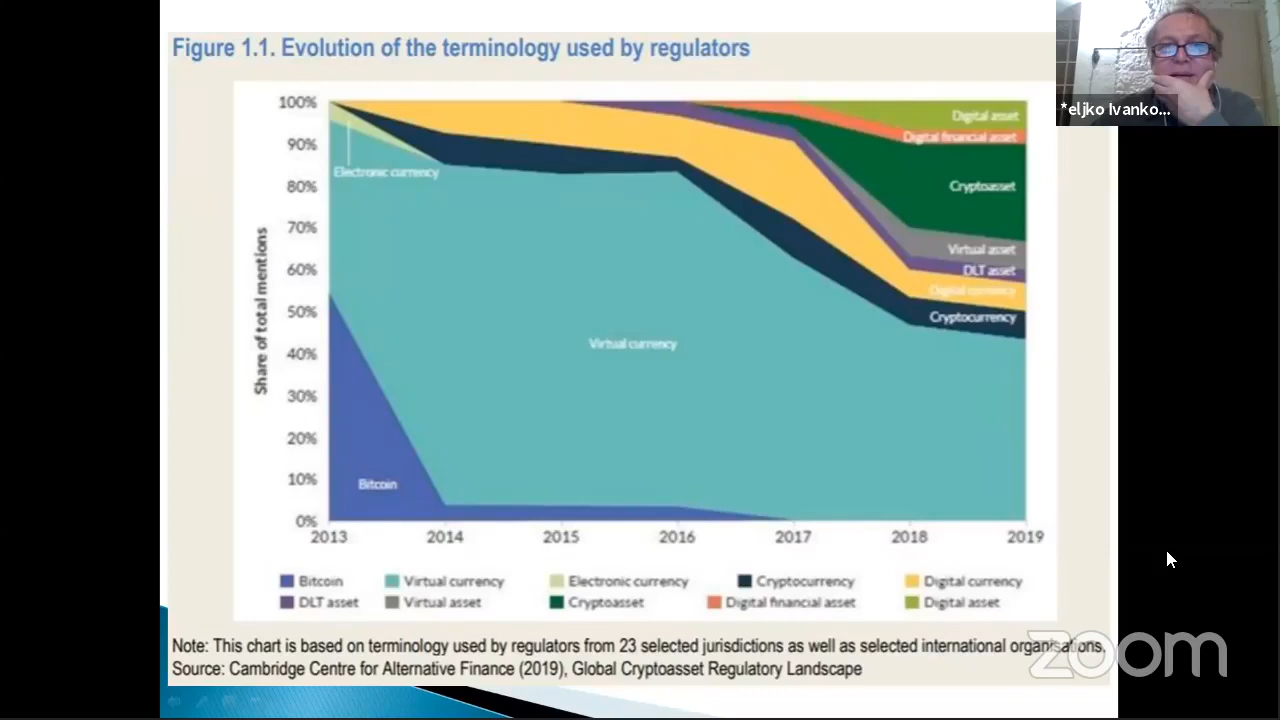 Figure 1.1. Evolution of the terminology used by regulators
*eljko Ivanko...
100%
90%
80%
70%
60%
50%
40%
30%
20%
10%
0%
Share of total mentions
Electronic currency
Bitcoin
Virtual currency
Digital asset
Digital financial asset
Cryptoasset
Virtual asset
DLT asset
Digital currency
Cryptocurrency
2013 2014 2015 2016 2017 2018 2019
Bitcoin Virtual currency Electronic currency Cryptocurrency Digital currency
DLT asset Virtual asset Cryptoasset Digital financial asset Digital asset
Note: This chart is based on terminology used by regulators from 23 selected jurisdictions as well as selected international organisations.
Source: Cambridge Centre for Alternative Finance (2019), Global Cryptoasset Regulatory Landscape
zoom